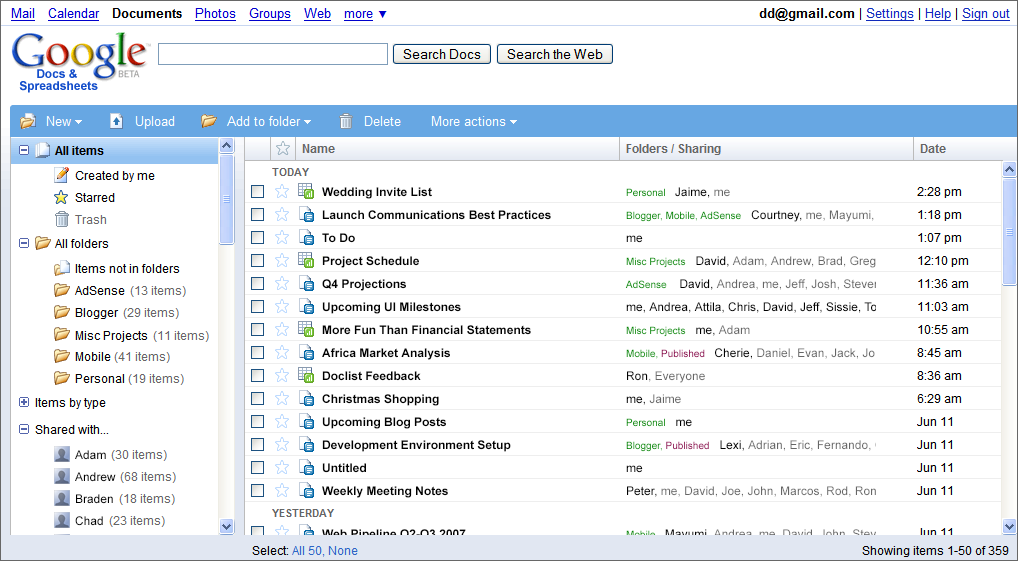 Mail Calendar Documents Photos Groups Web more ▼ dd@gmail.com | Settings | Help | Sign out
Google
Docs & Spreadsheets BETA
Search Docs Search the Web
New Upload Add to folder Delete More actions
All items
Created by me
Starred
Trash
All folders
Items not in folders
AdSense (13 items)
Blogger (29 items)
Misc Projects (11 items)
Mobile (41 items)
Personal (19 items)
Items by type
Shared with...
Adam (30 items)
Andrew (68 items)
Braden (18 items)
Chad (23 items)
Name Folders / Sharing Date
TODAY
Wedding Invite List Personal Jaime, me 2:28 pm
Launch Communications Best Practices Blogger, Mobile, AdSense Courtney, me, Mayumi, 1:18 pm
To Do me 1:07 pm
Project Schedule Misc Projects David, Adam, Andrew, Brad, Greg 12:10 pm
Q4 Projections AdSense David, Andrea, me, Jeff, Josh, Steven 11:36 am
Upcoming UI Milestones me, Andrea, Attila, Chris, David, Jeff, Sissie, To 11:03 am
More Fun Than Financial Statements Misc Projects me, Adam 10:55 am
Africa Market Analysis Mobile, Published Cherie, Daniel, Evan, Jack, Jo 8:45 am
Doclist Feedback Ron, Everyone 8:36 am
Christmas Shopping me, Jaime 6:29 am
Upcoming Blog Posts Personal me Jun 11
Development Environment Setup Blogger, Published Lexi, Adrian, Eric, Fernando, Jun 11
Untitled me Jun 11
Weekly Meeting Notes Peter, me, David, Joe, John, Marcos, Rod, Ron Jun 11
YESTERDAY
Web Pipeline Q2-Q3 2007 Mobile Mayumi, Andrea, me, David, John, Stev Jun 11
Select: All 50, None Showing items 1-50 of 359